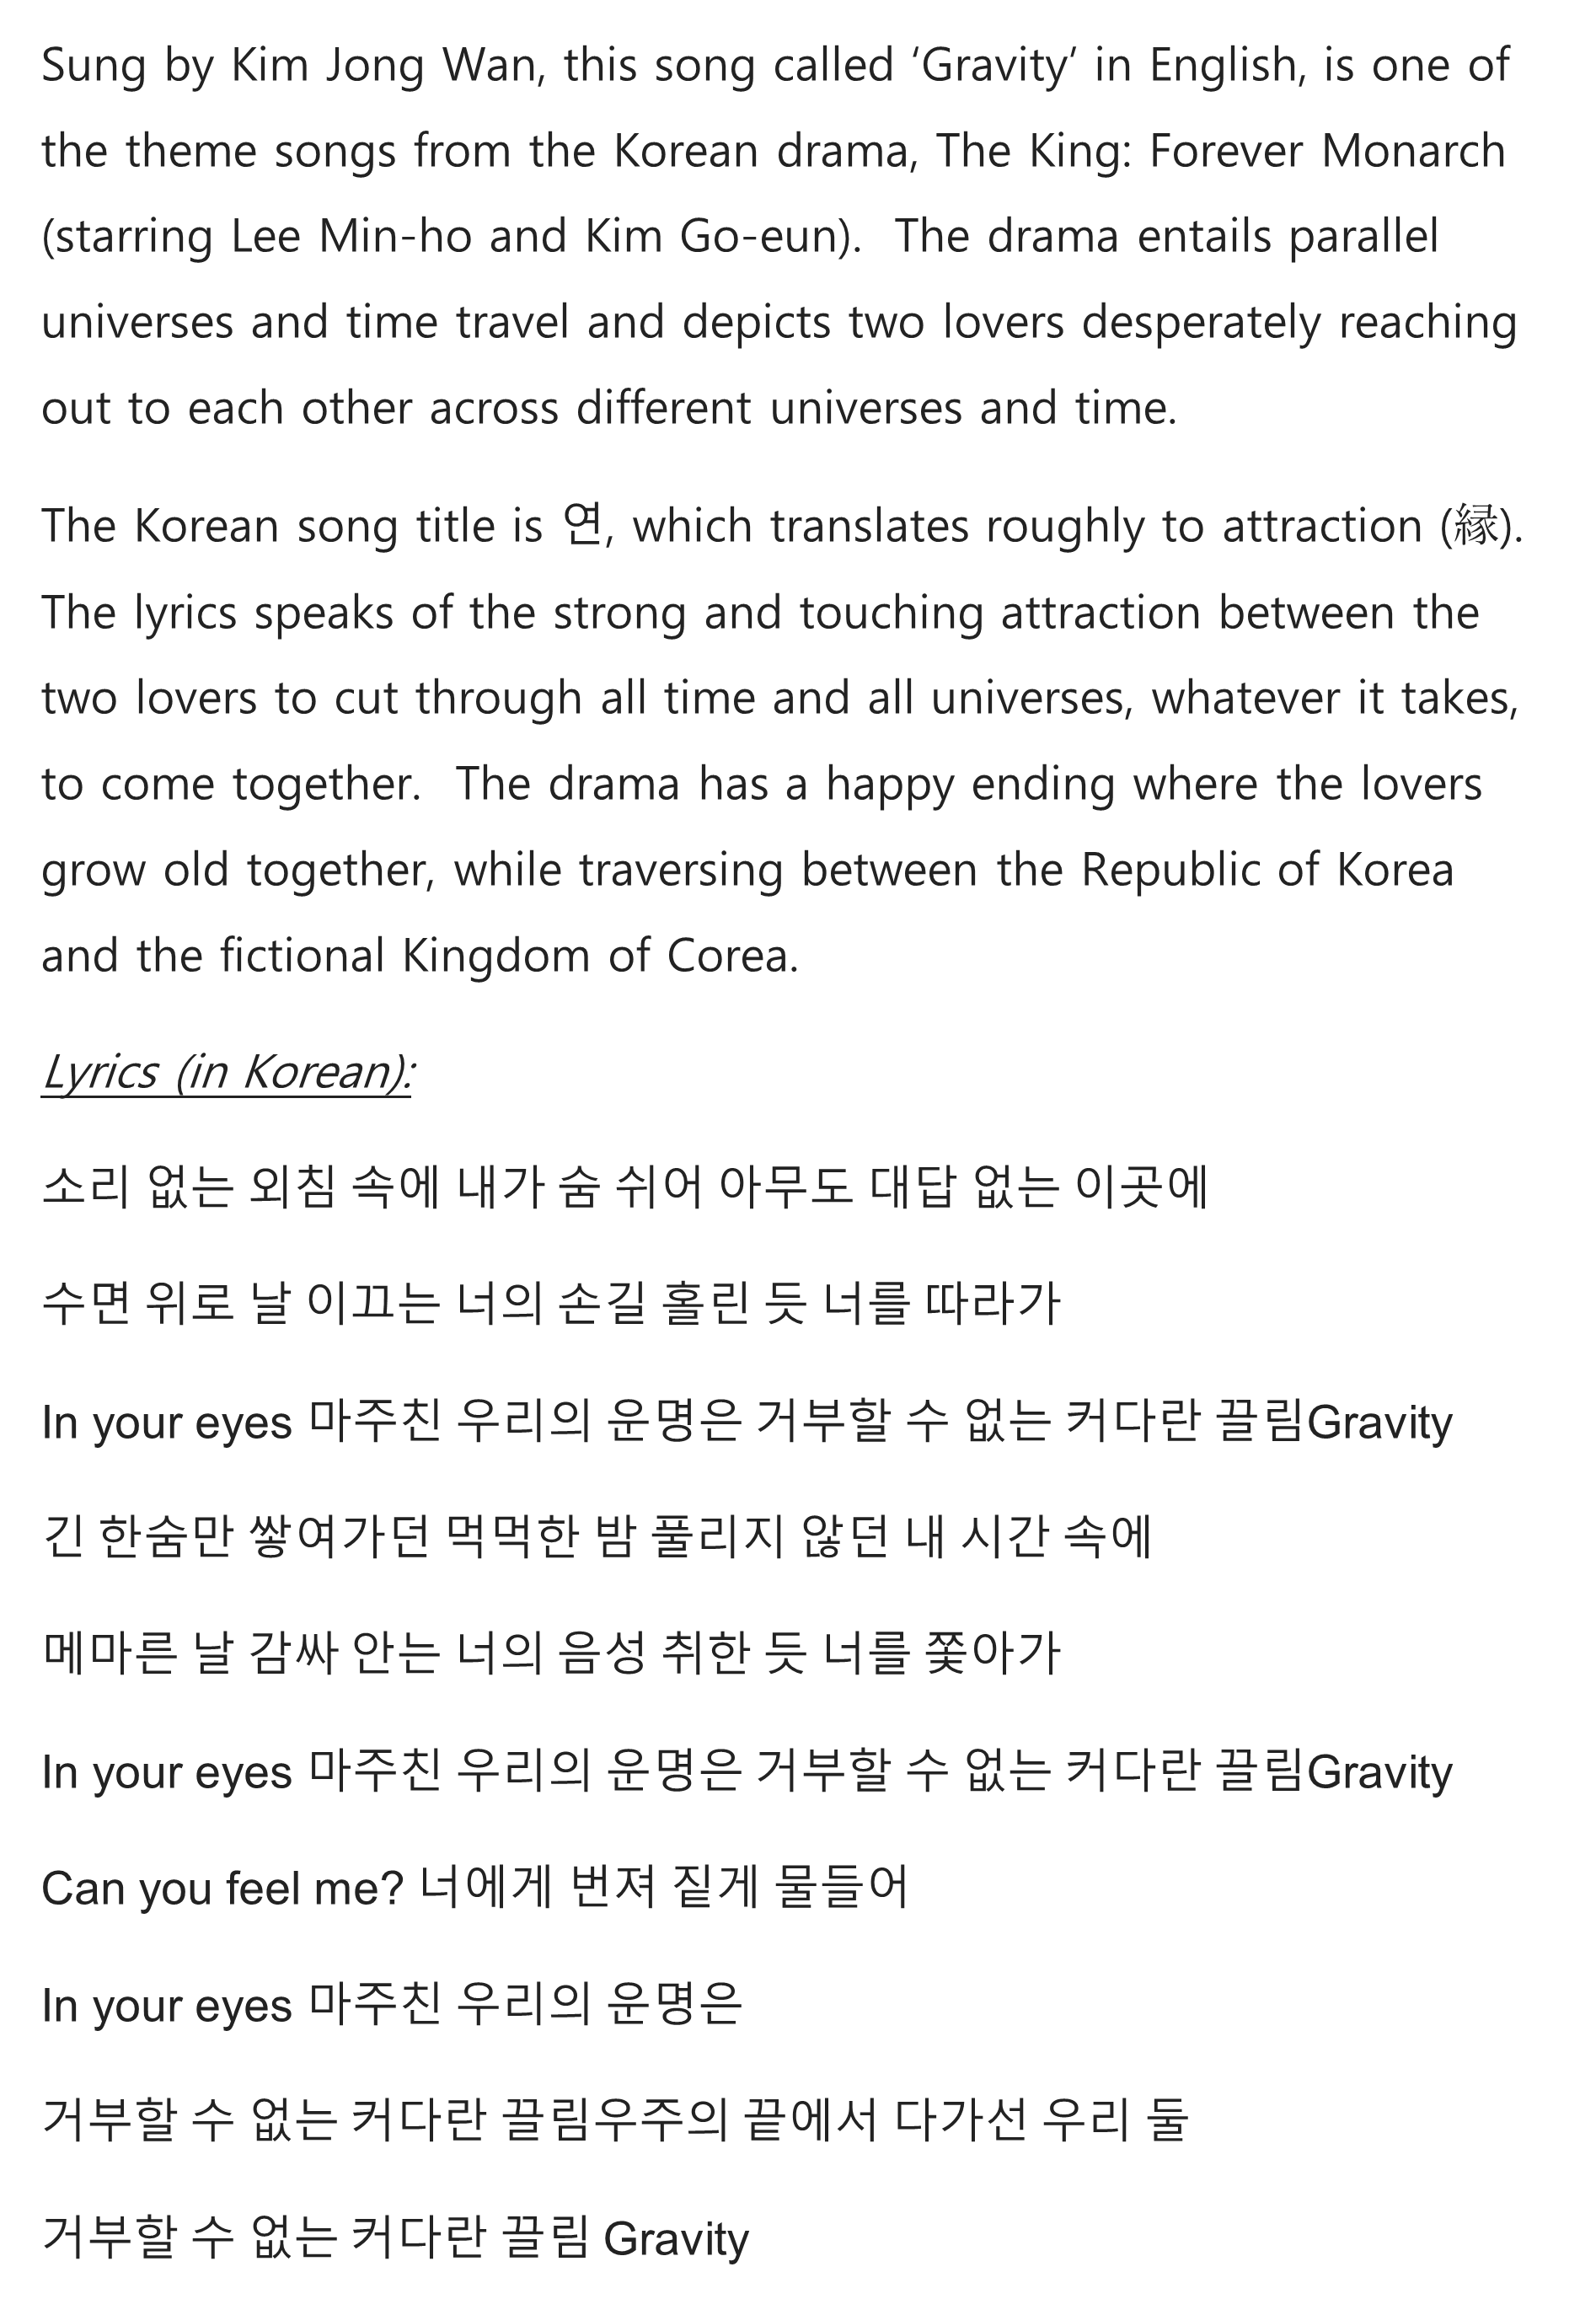 Sung by Kim Jong Wan, this song called ‘Gravity’ in English, is one of
the theme songs from the Korean drama, The King: Forever Monarch
(starring Lee Min-ho and Kim Go-eun).  The drama entails parallel
universes and time travel and depicts two lovers desperately reaching
out to each other across different universes and time.
The Korean song title is 연, which translates roughly to attraction (緣).
The lyrics speaks of the strong and touching attraction between the
two lovers to cut through all time and all universes, whatever it takes,
to come together.  The drama has a happy ending where the lovers
grow old together, while traversing between the Republic of Korea
and the fictional Kingdom of Corea.
Lyrics (in Korean):
소리 없는 외침 속에 내가 숨 쉬어 아무도 대답 없는 이곳에
수면 위로 날 이끄는 너의 손길 홀린 듯 너를 따라가
In your eyes 마주친 우리의 운명은 거부할 수 없는 커다란 끌림Gravity
긴 한숨만 쌓여가던 먹먹한 밤 풀리지 않던 내 시간 속에
메마른 날 감싸 안는 너의 음성 취한 듯 너를 쫓아가
In your eyes 마주친 우리의 운명은 거부할 수 없는 커다란 끌림Gravity
Can you feel me? 너에게 번져 짙게 물들어
In your eyes 마주친 우리의 운명은
거부할 수 없는 커다란 끌림우주의 끝에서 다가선 우리 둘
거부할 수 없는 커다란 끌림 Gravity